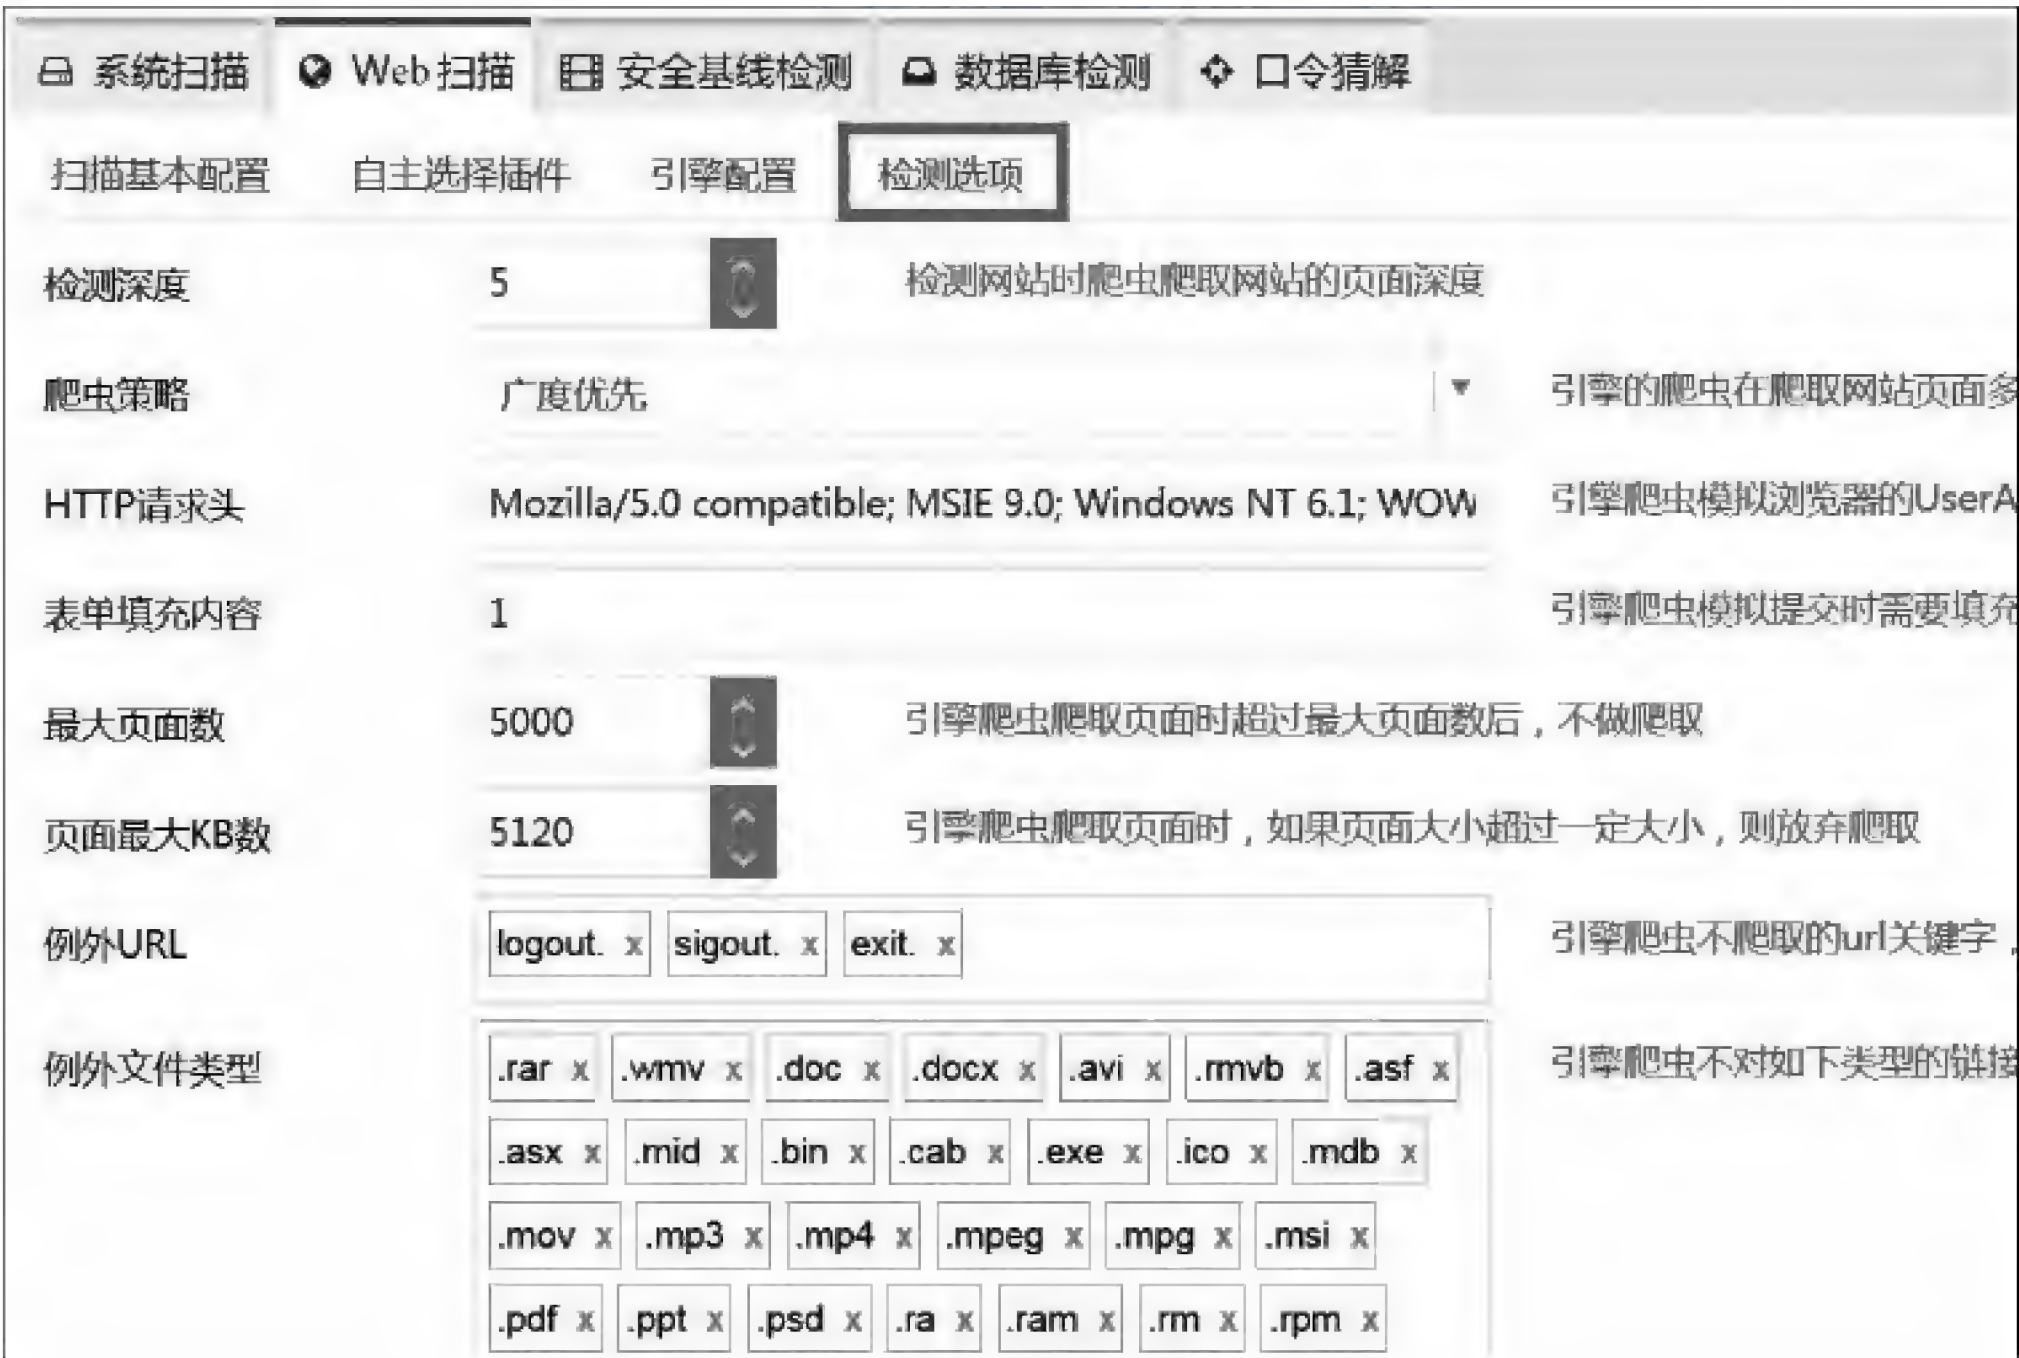 系统扫描 Web扫描 安全基线检测 数据库检测 口令猜解
扫描基本配置 自主选择插件 引擎配置 检测选项
检测深度 5 检测网站时爬虫爬取网站的页面深度
爬虫策略 广度优先 引擎的爬虫在爬取网站页面多
HTTP请求头 Mozilla/5.0 compatible; MSIE 9.0; Windows NT 6.1; WOW 引擎爬虫模拟浏览器的UserA
表单填充内容 1 引擎爬虫模拟提交时需要填充
最大页面数 5000 引擎爬虫爬取页面时超过最大页面数后，不做爬取
页面最大KB数 5120 引擎爬虫爬取页面时，如果页面大小超过一定大小，则放弃爬取
例外URL logout. x sigout. x exit. x 引擎爬虫不爬取的url关键字，
例外文件类型 .rar x .wmv x .doc x .docx x .avi x .rmvb x .asf x 引擎爬虫不对如下类型的链接
.asx x .mid x .bin x .cab x .exe x .ico x .mdb x
.mov x .mp3 x .mp4 x .mpeg x .mpg x .msi x
.pdf x .ppt x .psd x .ra x .ram x .rm x .rpm x